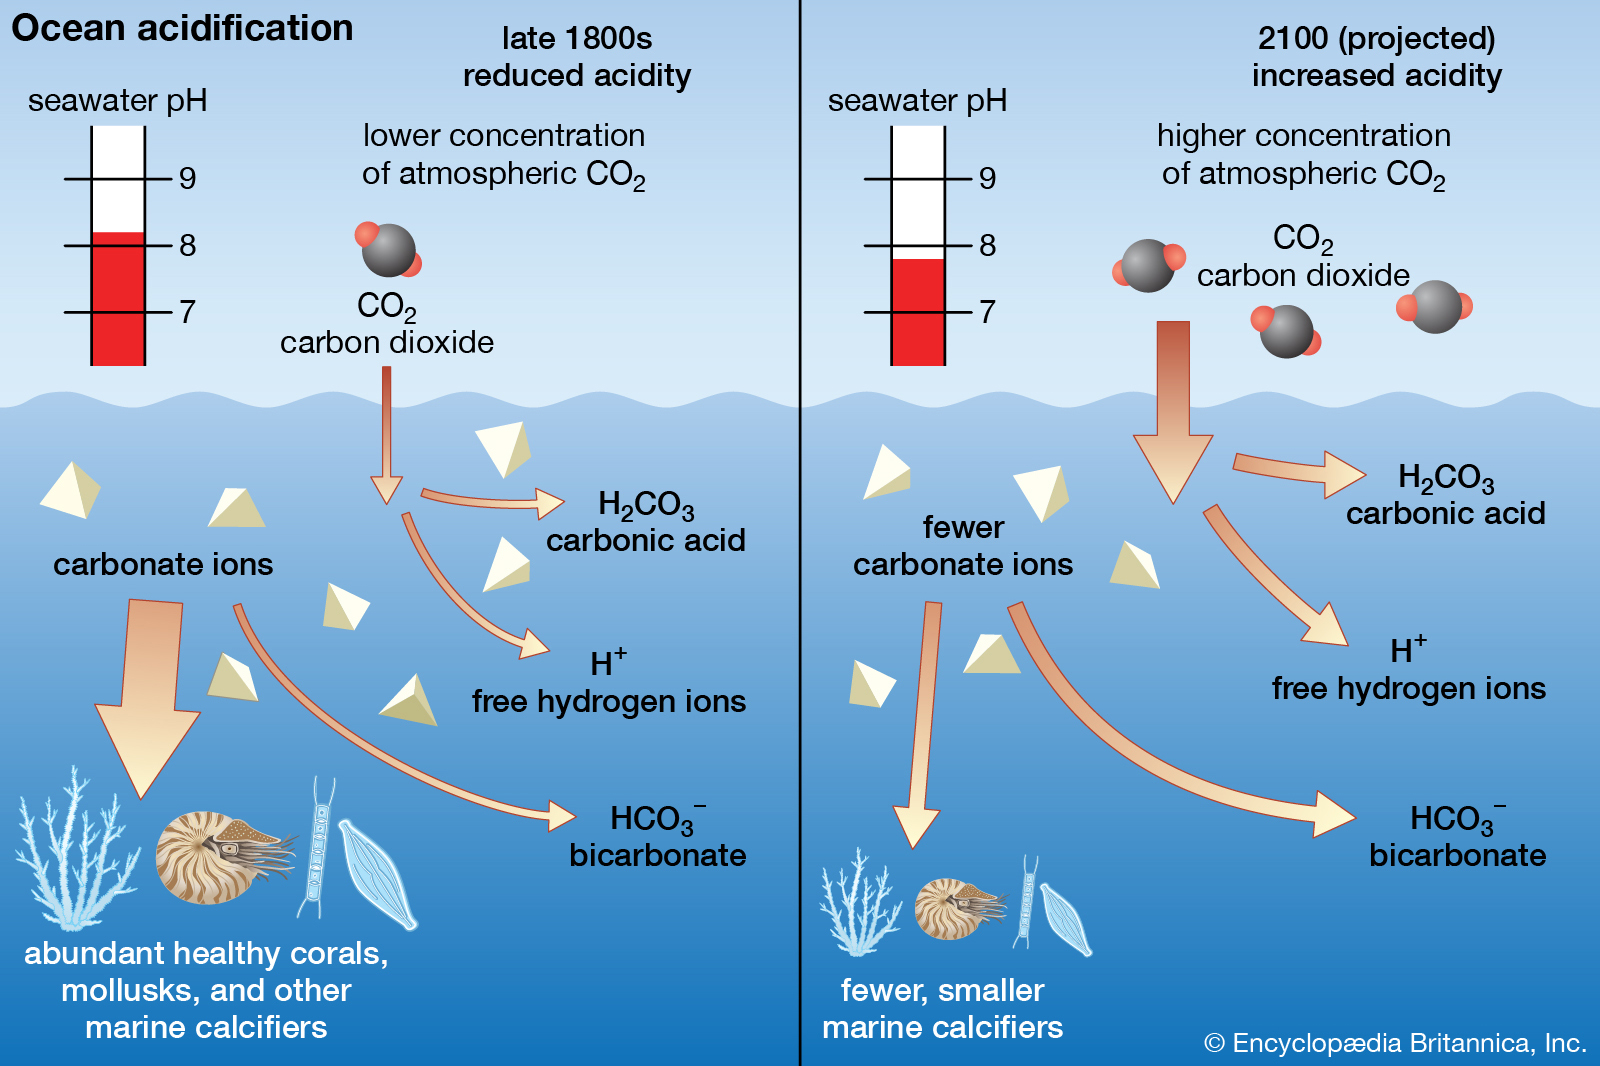 Ocean acidification
late 1800s
reduced acidity
seawater pH
9
8
7
lower concentration
of atmospheric CO₂
CO₂
carbon dioxide
H₂CO₃
carbonic acid
carbonate ions
H⁺
free hydrogen ions
HCO₃⁻
bicarbonate
abundant healthy corals,
mollusks, and other
marine calcifiers
2100 (projected)
increased acidity
seawater pH
9
8
7
higher concentration
of atmospheric CO₂
CO₂
carbon dioxide
H₂CO₃
carbonic acid
fewer
carbonate ions
H⁺
free hydrogen ions
HCO₃⁻
bicarbonate
fewer, smaller
marine calcifiers
© Encyclopædia Britannica, Inc.